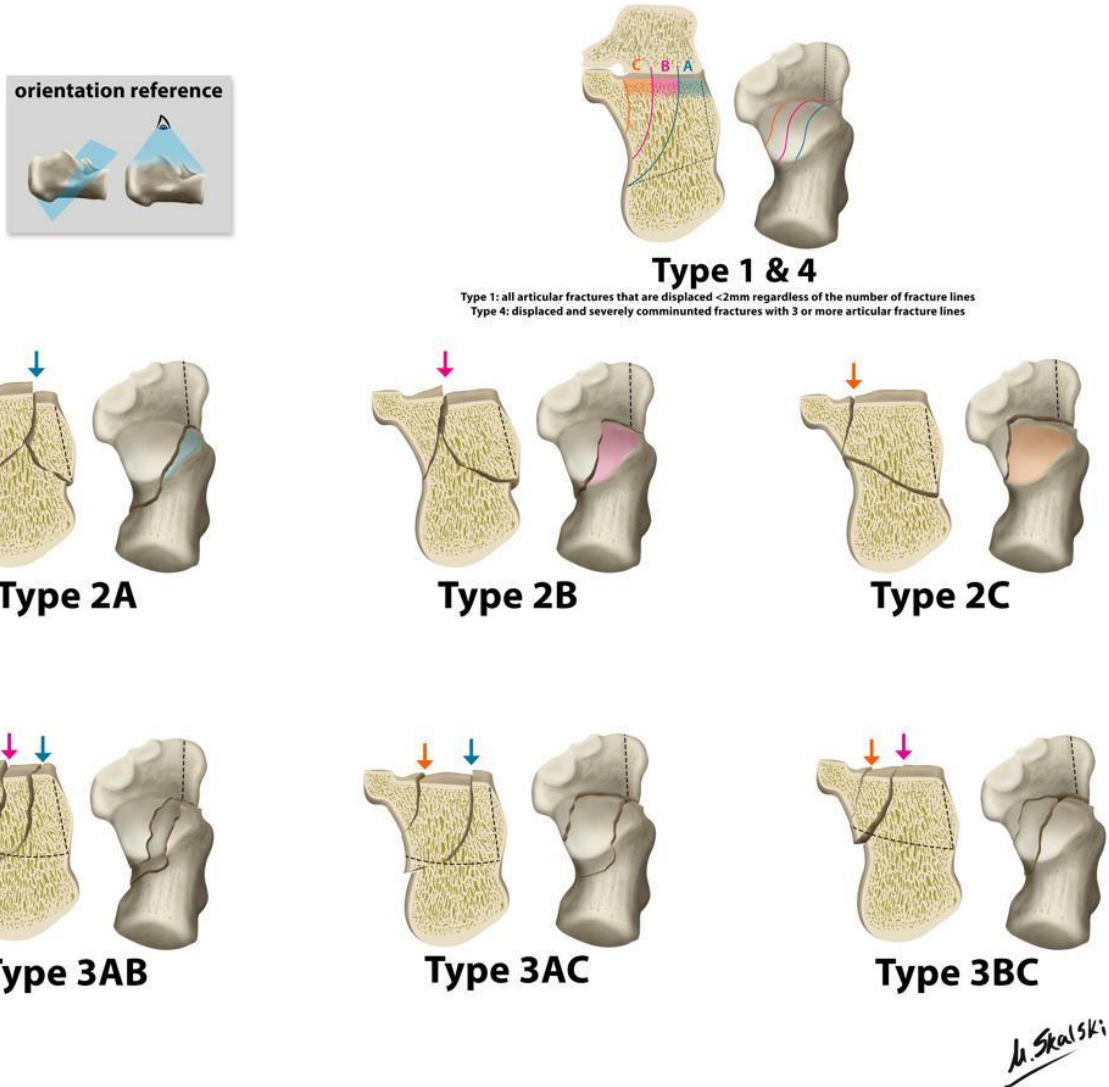 orientation reference
C B A
Type 1 & 4
Type 1: all articular fractures that are displaced <2mm regardless of the number of fracture lines
Type 4: displaced and severely comminunted fractures with 3 or more articular fracture lines
Type 2A
Type 2B
Type 2C
Type 3AB
Type 3AC
Type 3BC
M.Skalski